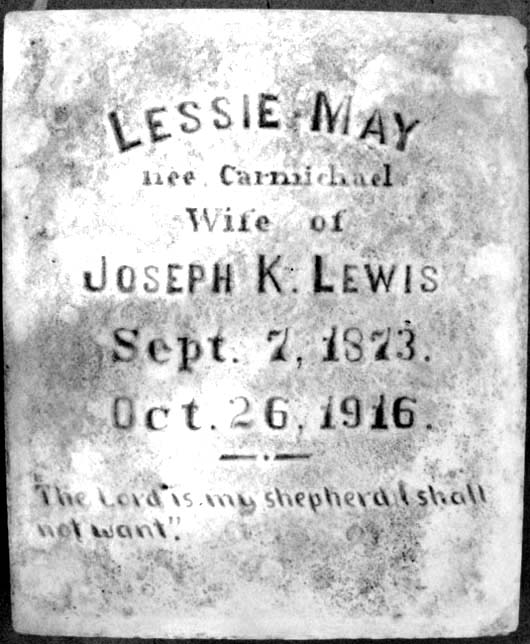 LESSIE MAY
nee Carmichael
Wife of
JOSEPH K. LEWIS
Sept. 7, 1873.
Oct. 26, 1916.
"The Lord is my shepherd I shall
not want".